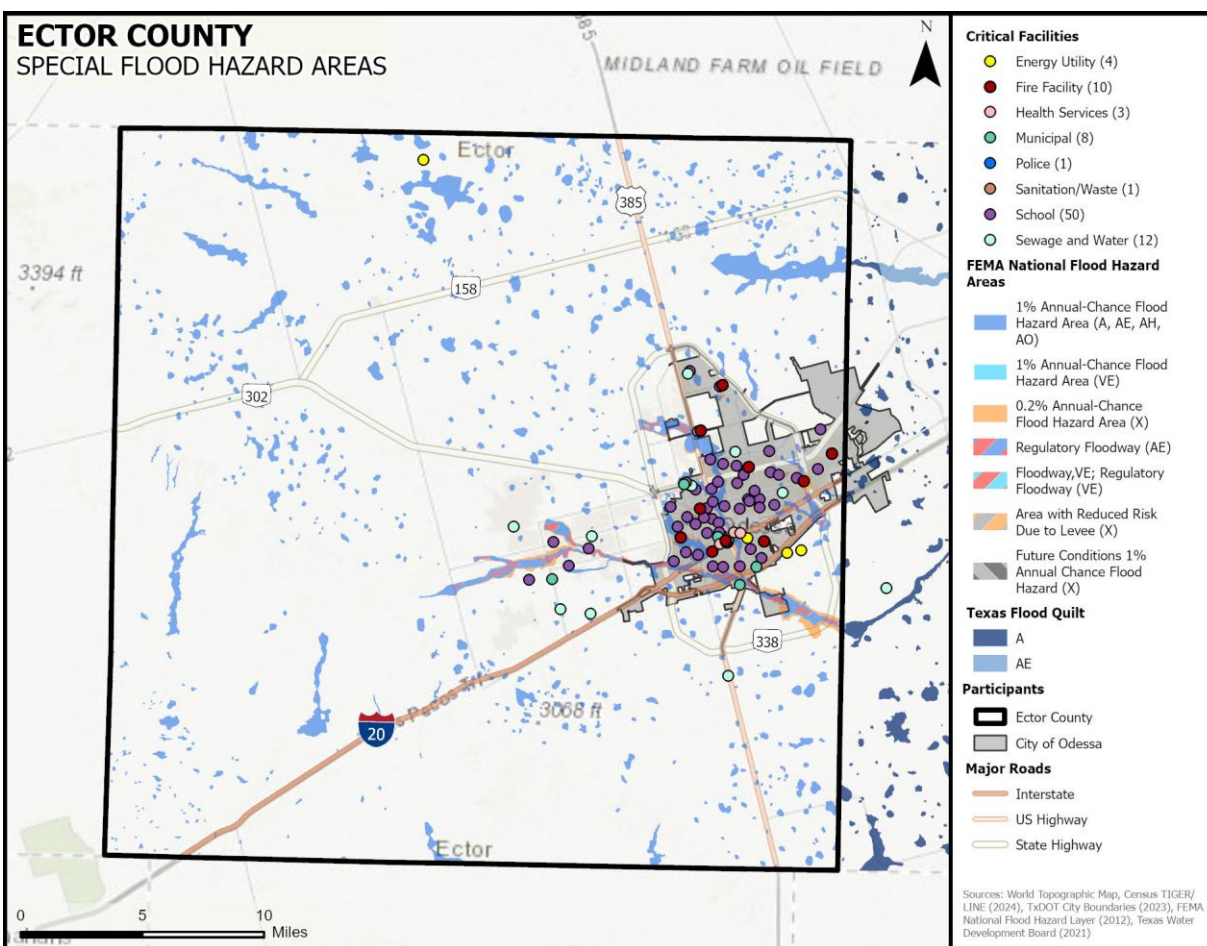 ECTOR COUNTY
SPECIAL FLOOD HAZARD AREAS
385
MIDLAND FARM OIL FIELD
N
Ector
385
158
3394 ft
302
338
3068 ft
20
Ector
0 5 10
Miles
Critical Facilities
Energy Utility (4)
Fire Facility (10)
Health Services (3)
Municipal (8)
Police (1)
Sanitation/Waste (1)
School (50)
Sewage and Water (12)
FEMA National Flood Hazard
Areas
1% Annual-Chance Flood
Hazard Area (A, AE, AH,
AO)
1% Annual-Chance Flood
Hazard Area (VE)
0.2% Annual-Chance
Flood Hazard Area (X)
Regulatory Floodway (AE)
Floodway,VE; Regulatory
Floodway (VE)
Area with Reduced Risk
Due to Levee (X)
Future Conditions 1%
Annual Chance Flood
Hazard (X)
Texas Flood Quilt
A
AE
Participants
Ector County
City of Odessa
Major Roads
Interstate
US Highway
State Highway
Sources: World Topographic Map, Census TIGER/
LINE (2024), TxDOT City Boundaries (2023), FEMA
National Flood Hazard Layer (2012), Texas Water
Development Board (2021)